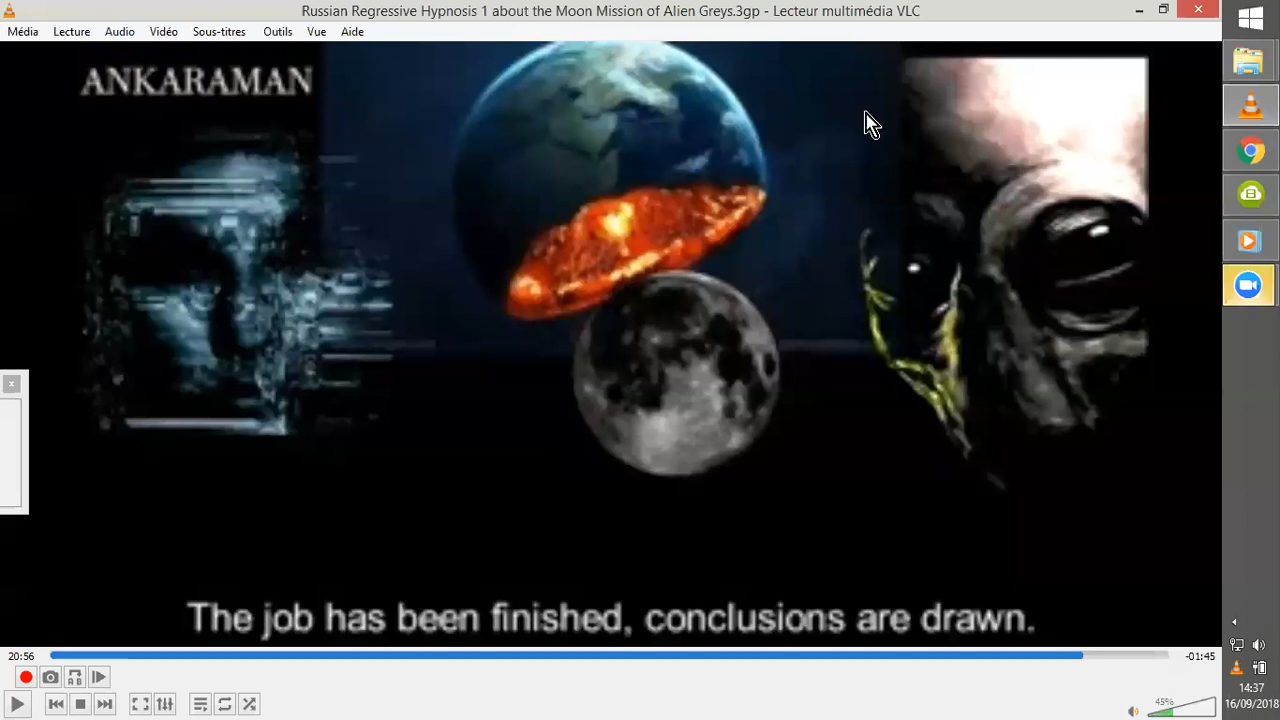 Russian Regressive Hypnosis 1 about the Moon Mission of Alien Greys.3gp - Lecteur multimédia VLC
Média Lecture Audio Vidéo Sous-titres Outils Vue Aide
ANKARAMAN
The job has been finished, conclusions are drawn.
20:56
-01:45
45%
14:37
16/09/2018